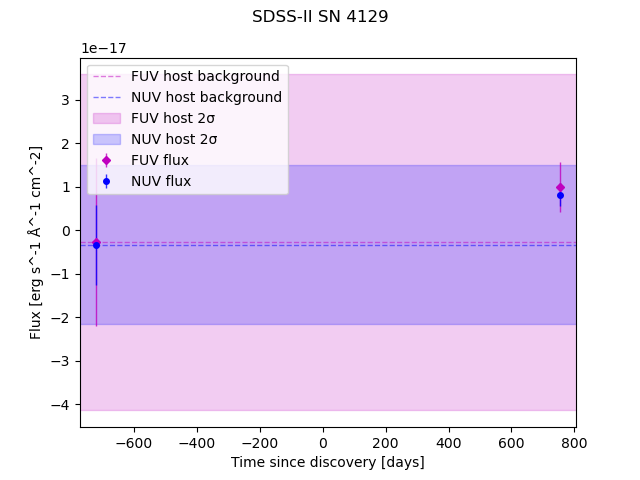 SDSS-II SN 4129
1e−17
FUV host background
NUV host background
FUV host 2σ
NUV host 2σ
FUV flux
NUV flux
3
2
1
0
−1
−2
−3
−4
Flux [erg s^-1 Å^-1 cm^-2]
−600 −400 −200 0 200 400 600 800
Time since discovery [days]